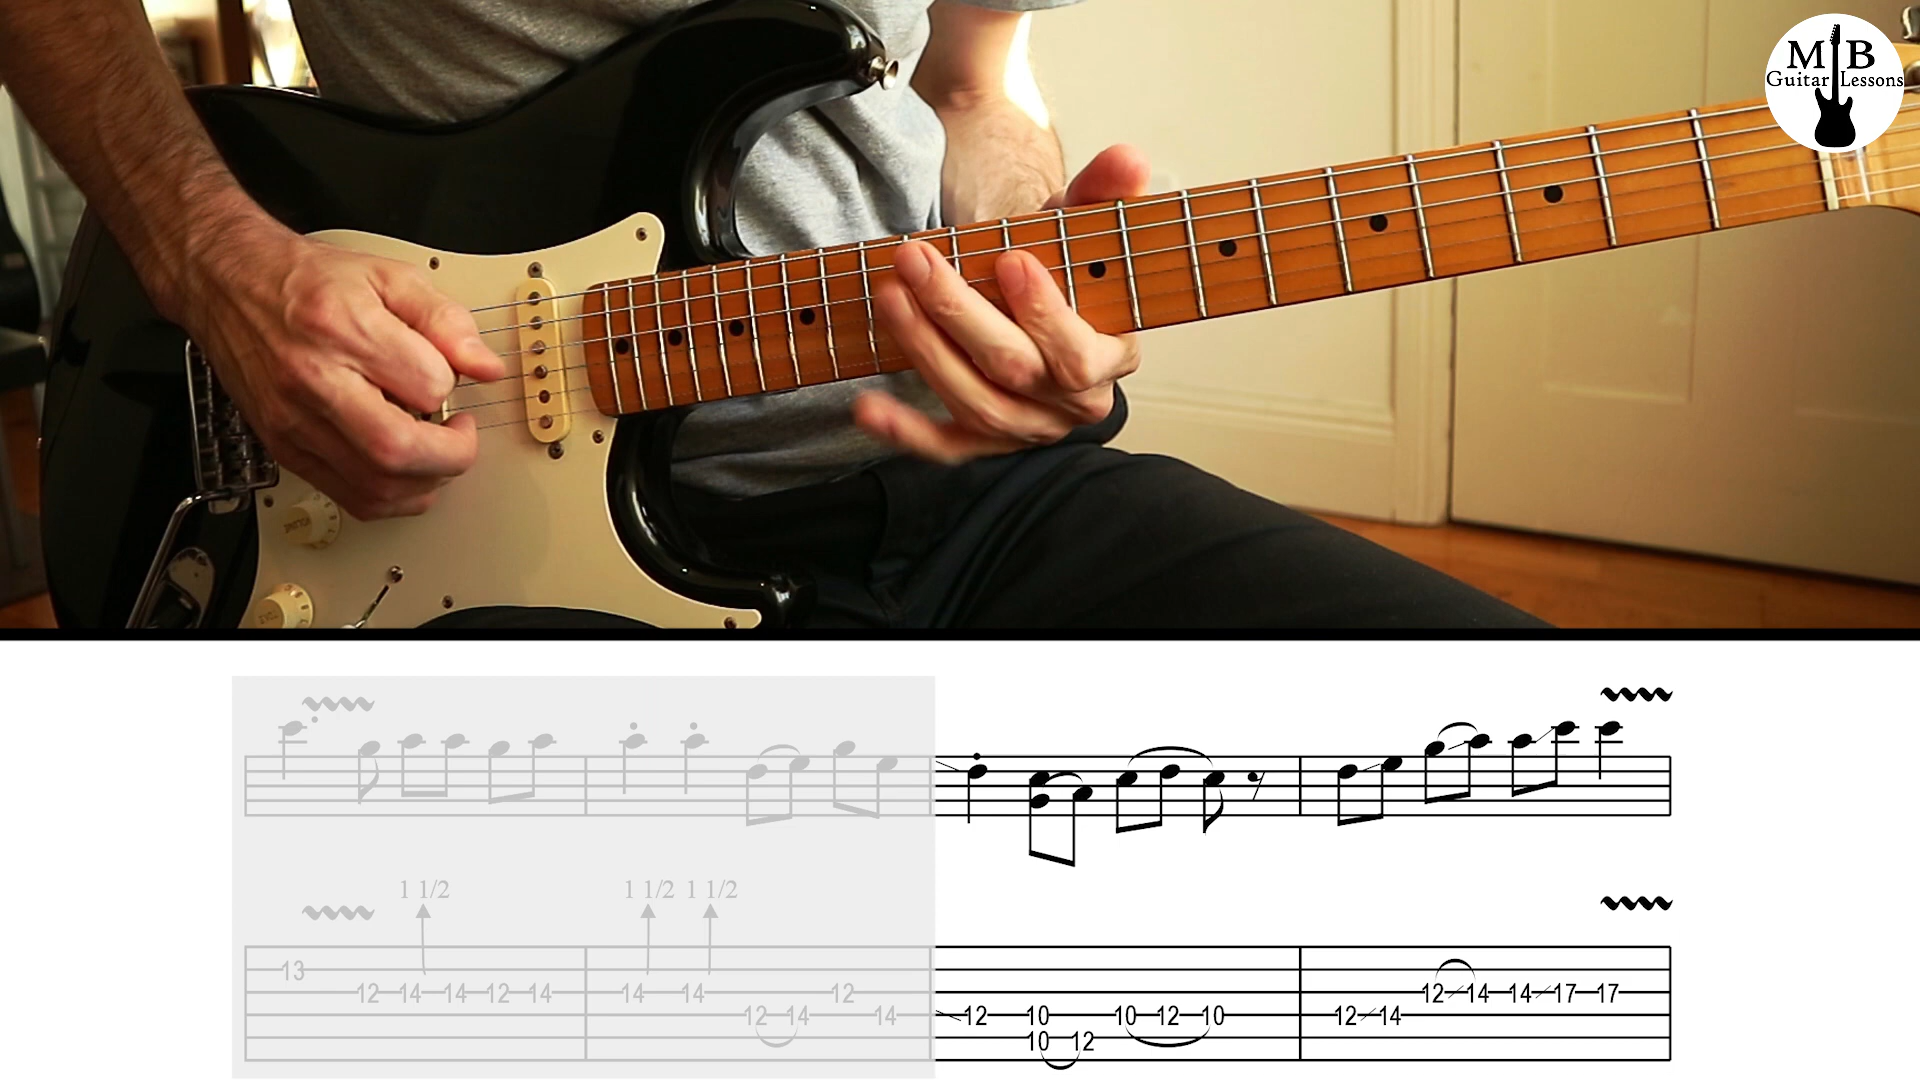 M B
Guitar Lessons
VOLUME
1 1/2 1 1/2 1 1/2
13
12 14 14 12 14 14 14 12 12 14 14 17 17
12 14 14 12 10 10 12 10 12 14
10 12